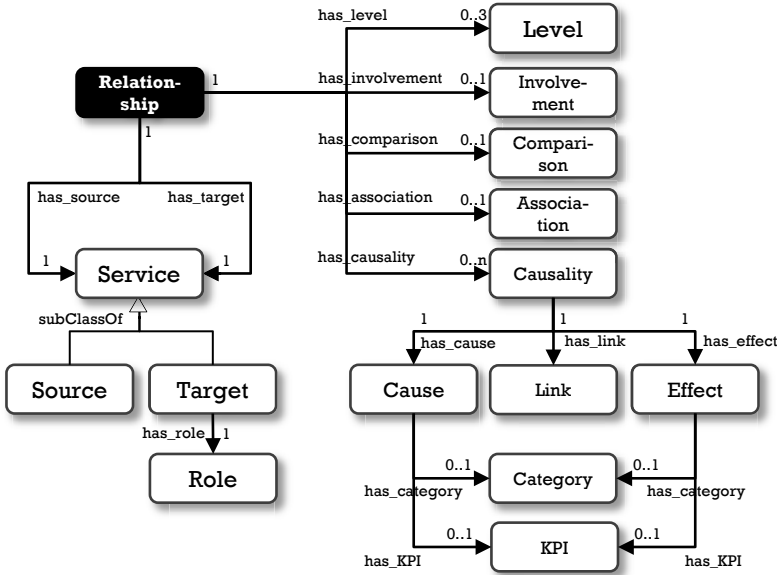 has_level
0..3
Level
Relation-
ship
1
has_involvement
0..1
Involve-
ment
1
has_comparison
0..1
Compari-
son
has_source
has_target
has_association
0..1
Associa-
tion
1
1
Service
has_causality
0..n
Causality
subClassOf
1
1
1
has_cause
has_link
has_effect
Source
Target
Cause
Link
Effect
has_role
1
Role
0..1
Category
0..1
has_category
has_category
0..1
KPI
0..1
has_KPI
has_KPI